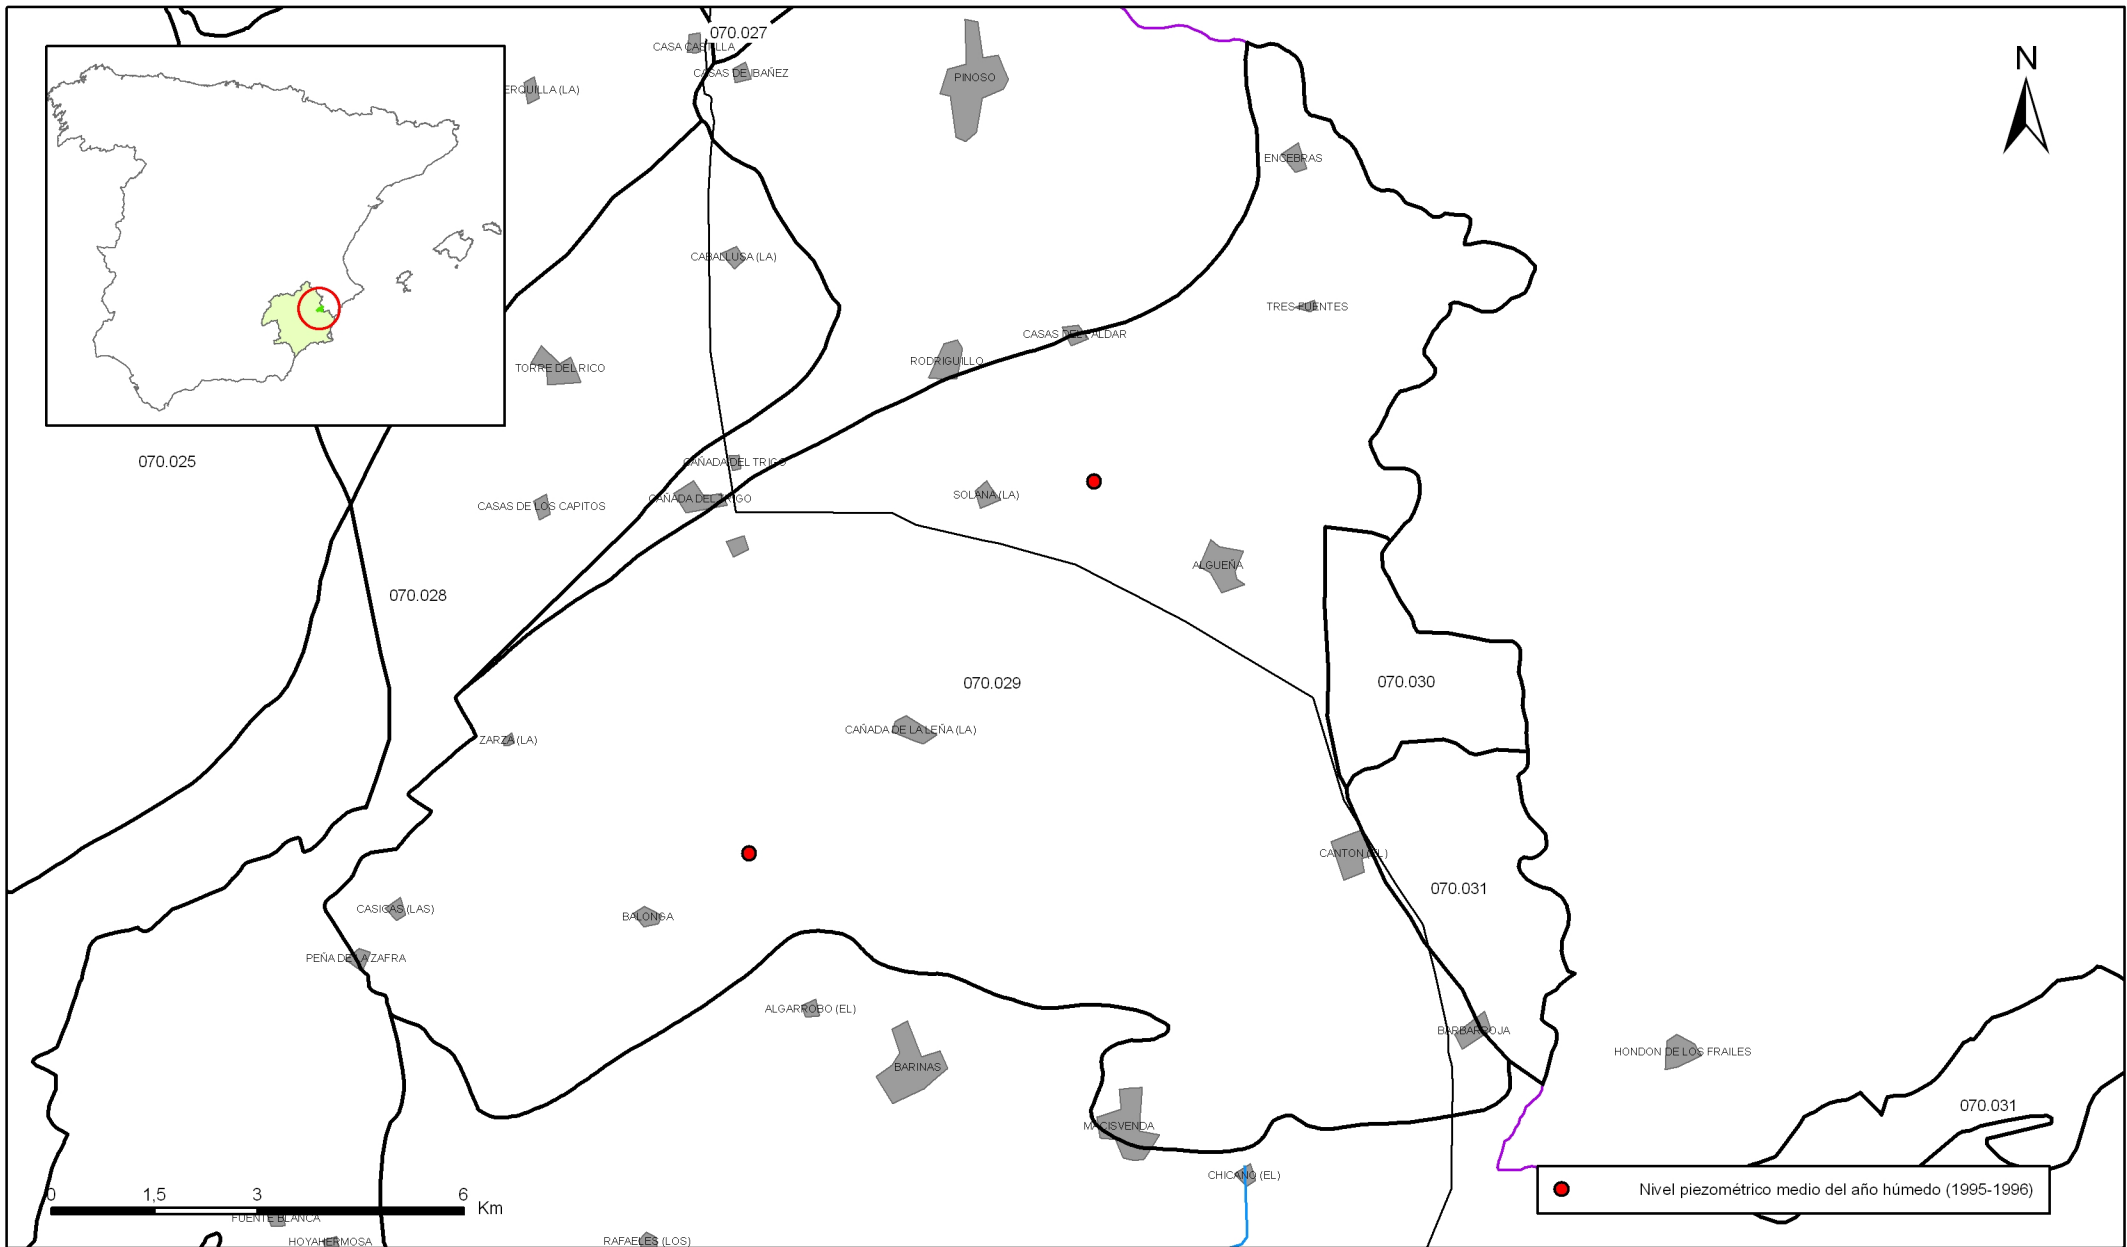 070.027
CASA CASTILLA
CASAS DE IBAÑEZ
ERQUILLA (LA)
PINOSO
N
ENCEBRAS
CABALLUSA (LA)
TRES FUENTES
CASAS DEL FALDAR
RODRIGUILLO
TORRE DEL RICO
070.025
CAÑADA DEL TRIGO
CAÑADA DEL TRIGO
SOLANA (LA)
CASAS DE LOS CAPITOS
ALGUEÑA
070.028
070.029
070.030
CAÑADA DE LA LEÑA (LA)
ZARZA (LA)
CANTON (EL)
070.031
CASICAS (LAS)
BALONGA
PEÑA DE LA ZAFRA
ALGARROBO (EL)
BARBARROJA
HONDON DE LOS FRAILES
BARINAS
070.031
MACISVENDA
CHICANO (EL)
0 1,5 3 6 Km
Nivel piezométrico medio del año húmedo (1995-1996)
FUENTE BLANCA
HOYAHERMOSA
RAFAELES (LOS)